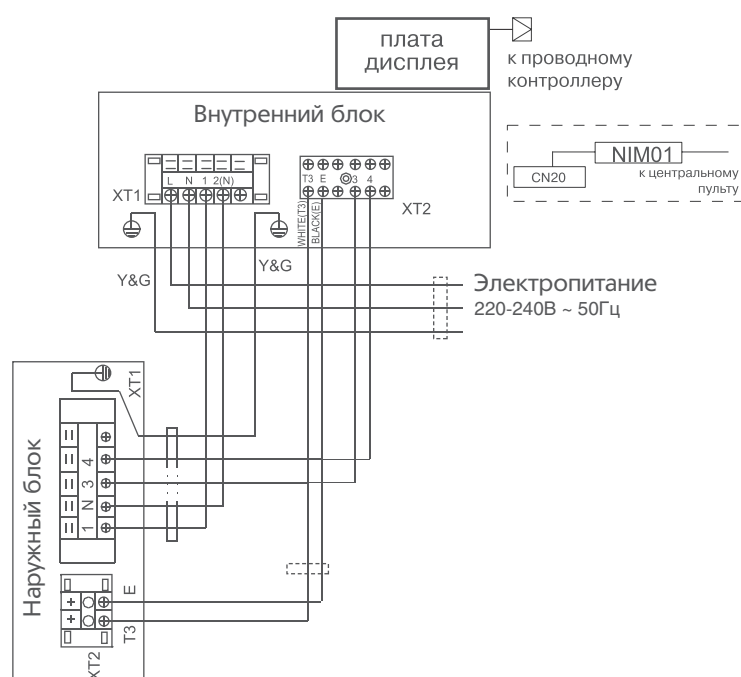 плата
дисплея
к проводному
контроллеру
Внутренний блок
NIM01
CN20
к центральному
пульту
L N 1 2(N)
XT1
T3 E 3 4
XT2
WHITE(T3)
BLACK(E)
Y&G
Y&G
Электропитание
220-240В ~ 50Гц
XT1
Наружный блок
4
3
N
1
E
T3
XT2